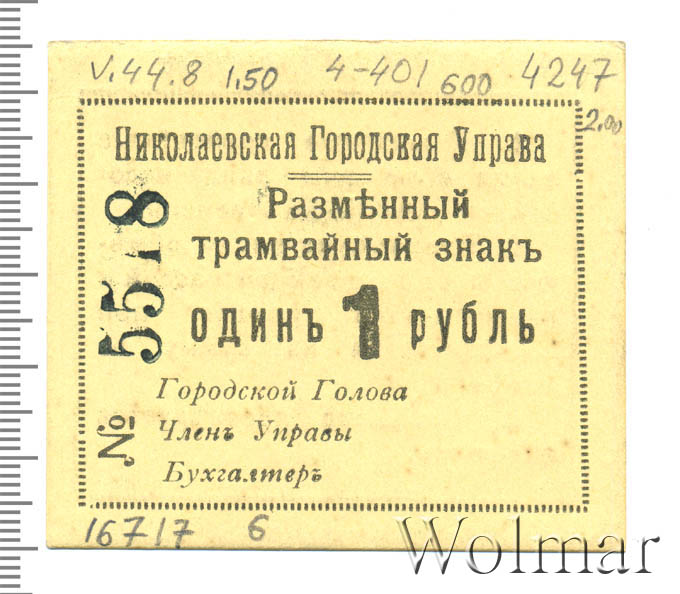 v.44.8 1.50 4-401 600 4247
2.00
Николаевская Городская Управа
Размѣнный
трамвайный знакъ
одинъ 1 рубль
Городской Голова
Членъ Управы
Бухгалтеръ
№ 5578
16717 6
Wolmar